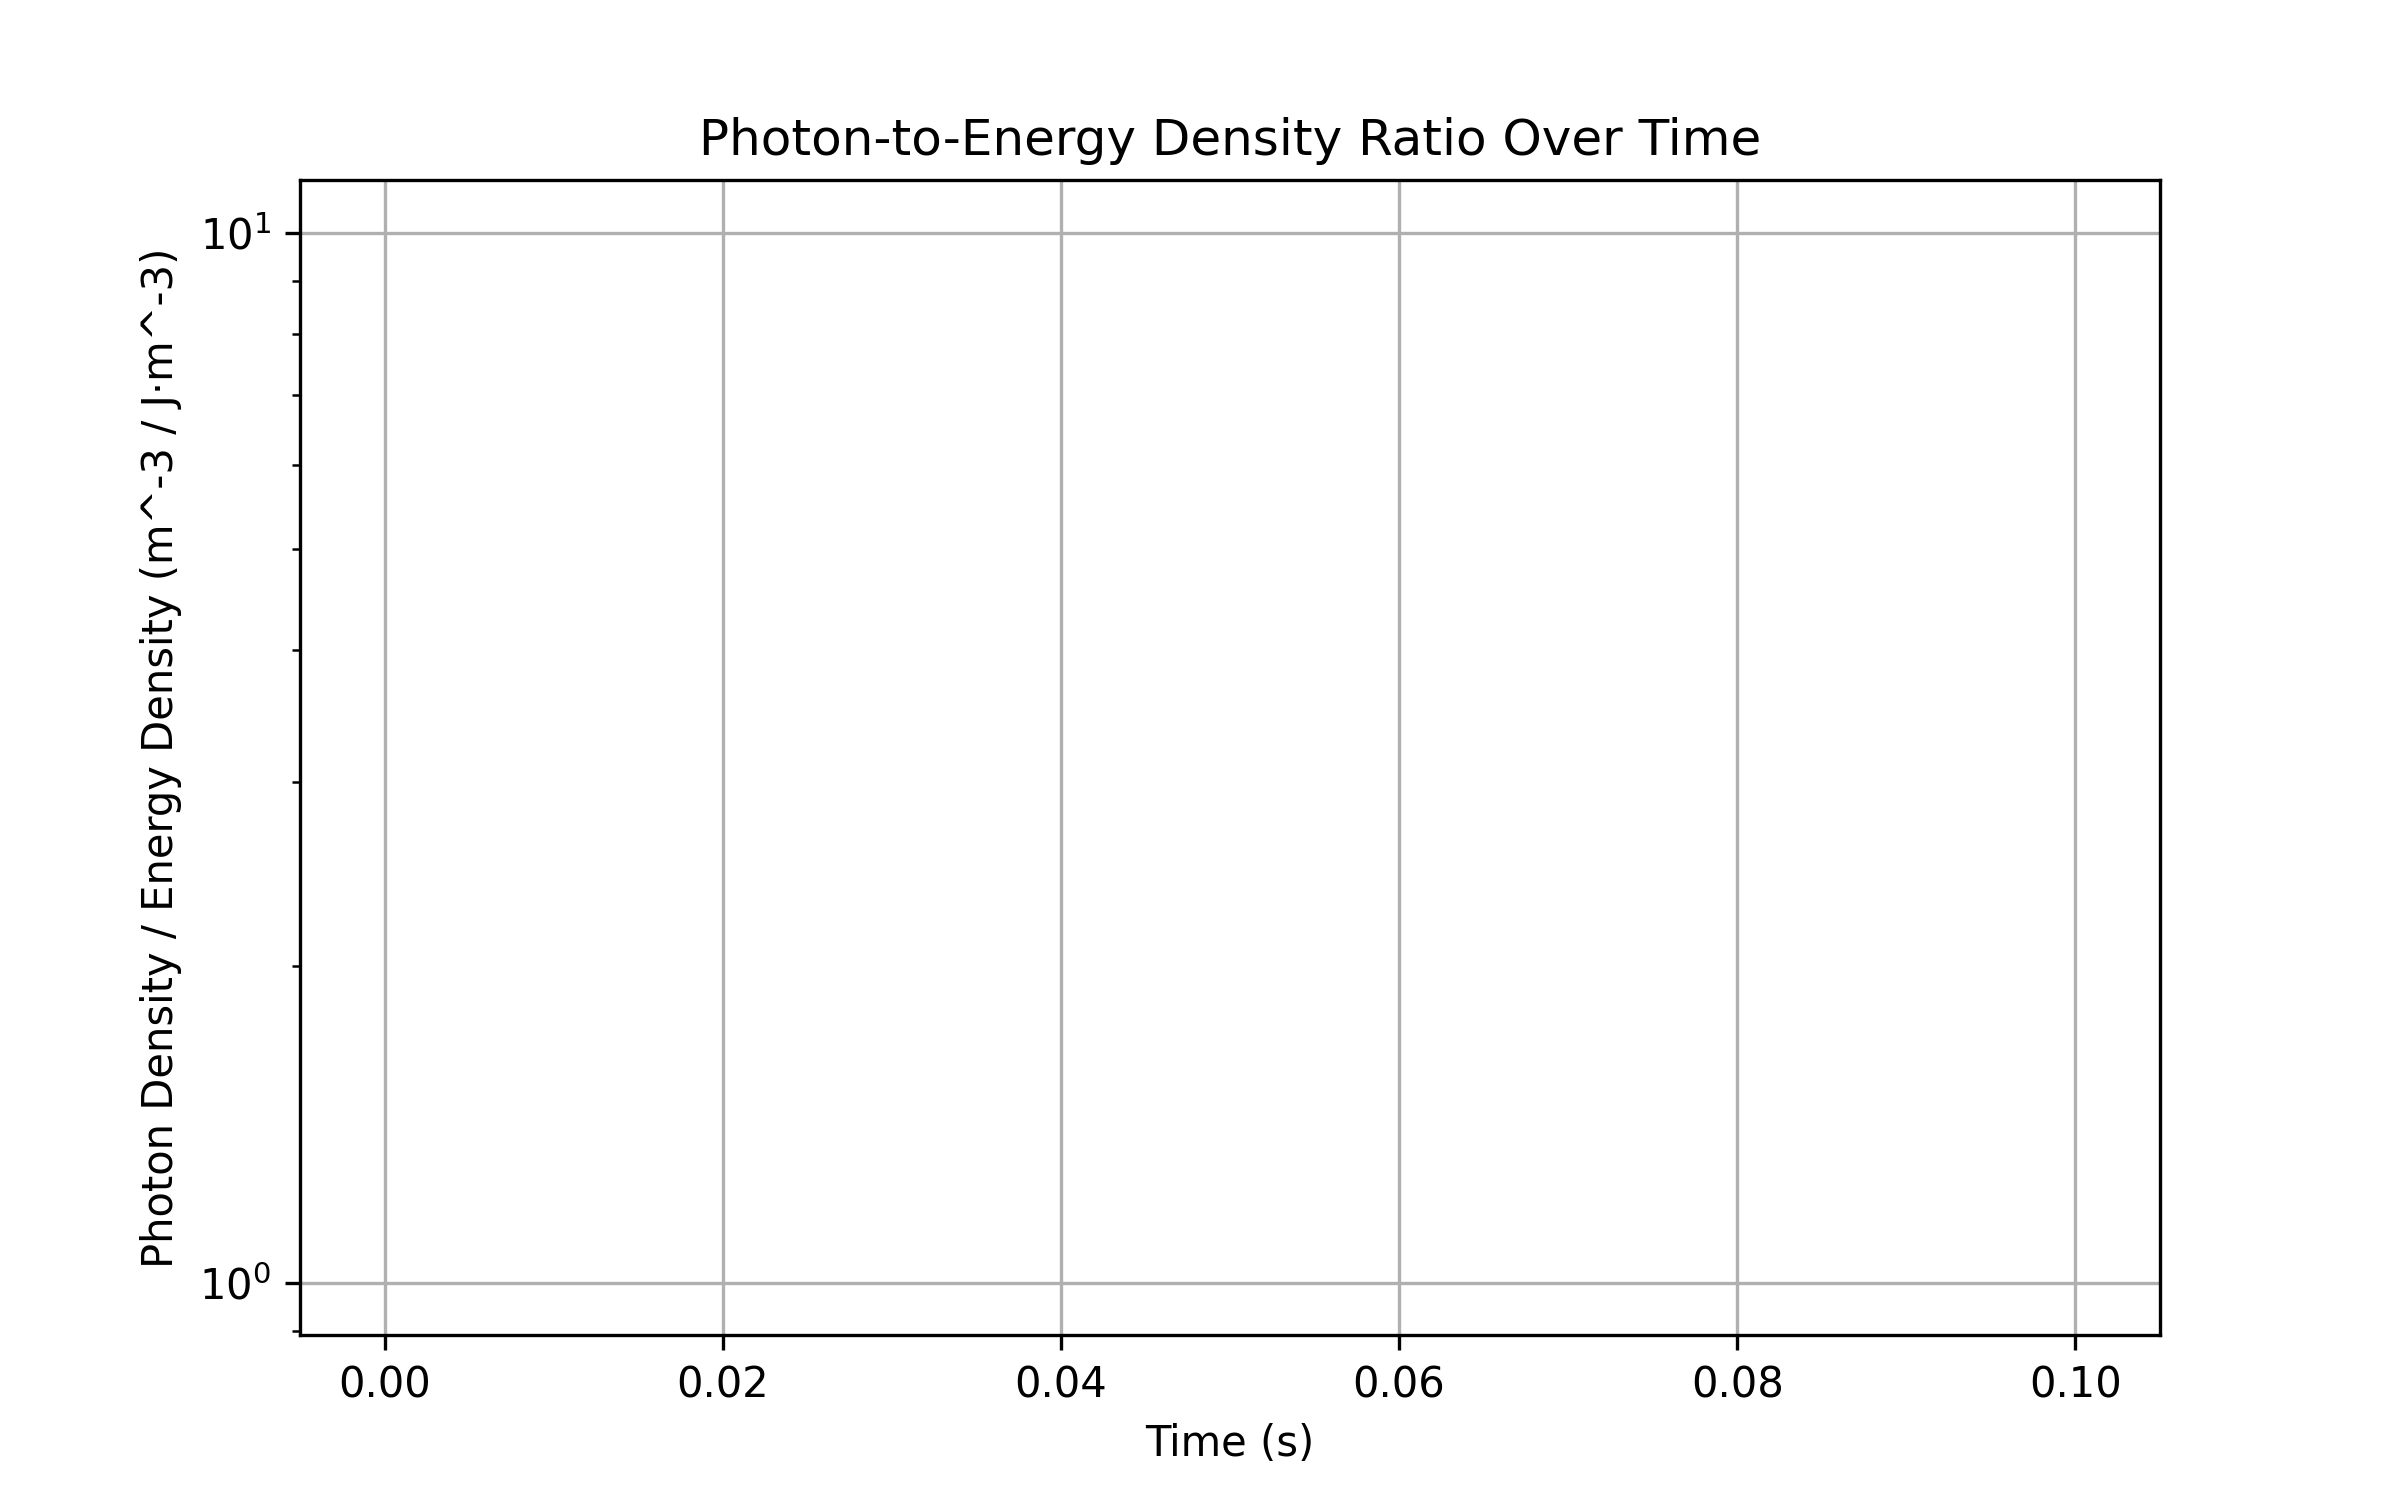 Photon-to-Energy Density Ratio Over Time
Photon Density / Energy Density (m^-3 / J·m^-3)
10¹
10⁰
0.00 0.02 0.04 0.06 0.08 0.10
Time (s)